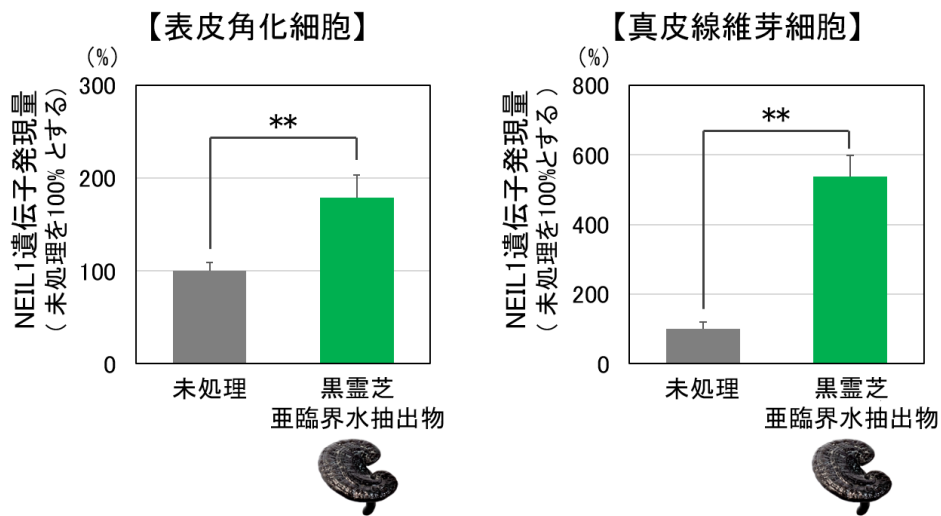 【表皮角化細胞】
(%)
NEIL1遺伝子発現量
(未処理を100%とする)
300
200
100
0
**
未処理
黒霊芝
亜臨界水抽出物
【真皮線維芽細胞】
(%)
NEIL1遺伝子発現量
(未処理を100%とする)
800
600
400
200
0
**
未処理
黒霊芝
亜臨界水抽出物